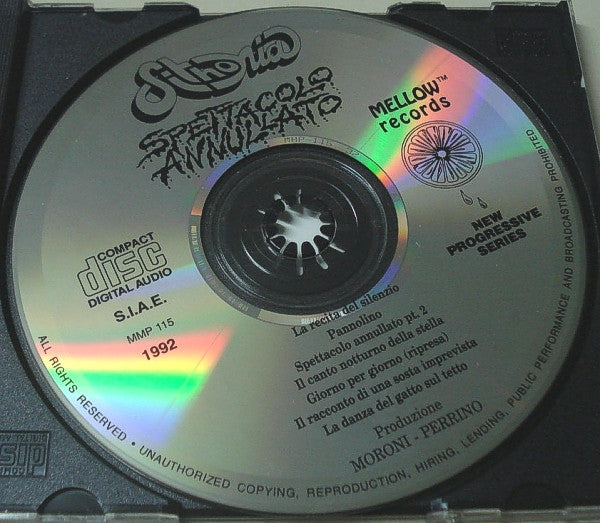 Sithonia
SPETTACOLO
ANNULLATO
MELLOW™
records
NEW
PROGRESSIVE
SERIES
COMPACT
disc
DIGITAL AUDIO
S.I.A.E.
MMP 115
1992
La recita del silenzio
Pannolino
Spettacolo annullato pt. 2
Il canto notturno della stella
Giorno per giorno (ripresa)
Il racconto di una sosta imprevista
La danza del gatto sul tetto
Produzione
MORONI - PERRINO
ALL RIGHTS RESERVED • UNAUTHORIZED COPYING, REPRODUCTION, HIRING, LENDING, PUBLIC PERFORMANCE AND BROADCASTING PROHIBITED